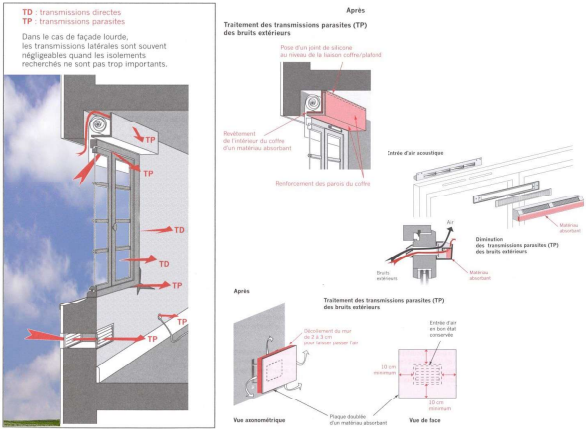 TD : transmissions directes
TP : transmissions parasites
Dans le cas de façade lourde,
les transmissions latérales sont souvent
négligeables quand les isolements
recherchés ne sont pas trop importants.
TP
TP
TD
TD
TP
TP
TP
Après
Traitement des transmissions parasites (TP)
des bruits extérieurs
Pose d'un joint de silicone
au niveau de la liaison coffre/plafond
Revêtement
de l'intérieur du coffre
d'un matériau absorbant
Renforcement des parois du coffre
Entrée d'air acoustique
Matériau
absorbant
Air
Diminution
des transmissions parasites (TP)
des bruits extérieurs
Bruits
extérieurs
Matériau
absorbant
Après
Traitement des transmissions parasites (TP)
des bruits extérieurs
Décollement du mur
de 2 à 3 cm
pour laisser passer l'air
Entrée d'air
en bon état
conservée
10 cm
minimum
10 cm
minimum
Plaque doublée
d'un matériau absorbant
Vue axonométrique
Vue de face